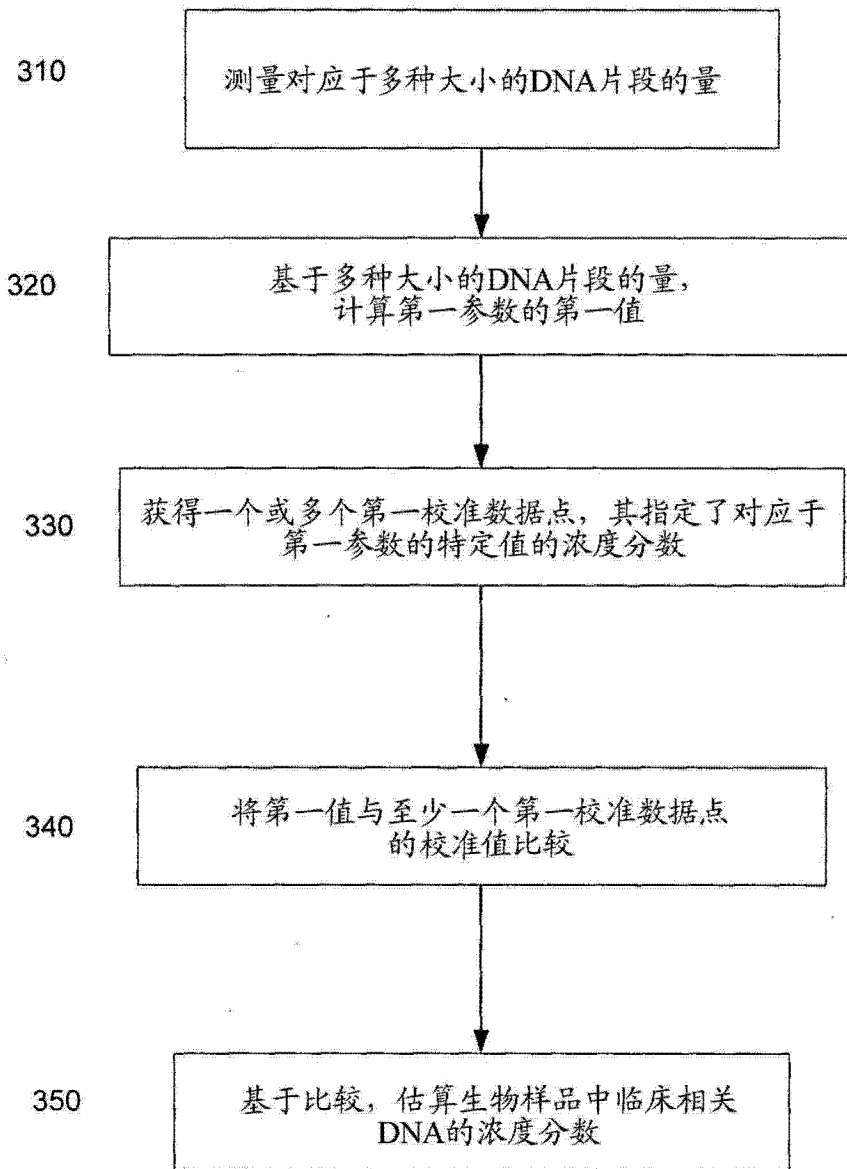 310
测量对应于多种大小的DNA片段的量
320
基于多种大小的DNA片段的量，
计算第一参数的第一值
330
获得一个或多个第一校准数据点，其指定了对应于
第一参数的特定值的浓度分数
340
将第一值与至少一个第一校准数据点
的校准值比较
350
基于比较，估算生物样品中临床相关
DNA的浓度分数